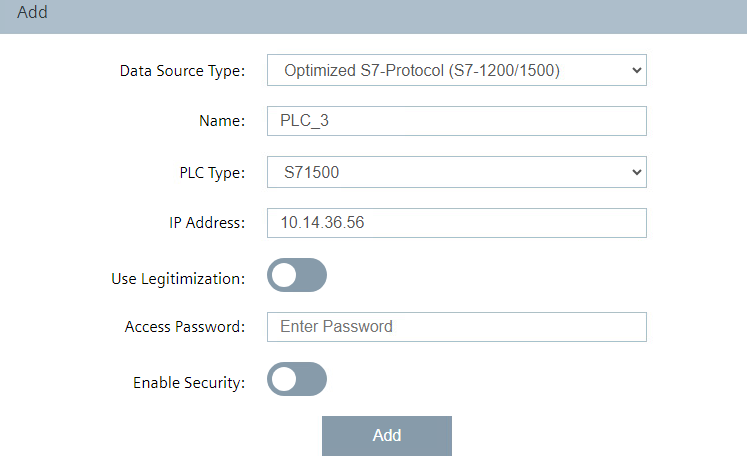 Add
Data Source Type: Optimized S7-Protocol (S7-1200/1500)
Name: PLC_3
PLC Type: S71500
IP Address: 10.14.36.56
Use Legitimization:
Access Password: Enter Password
Enable Security:
Add